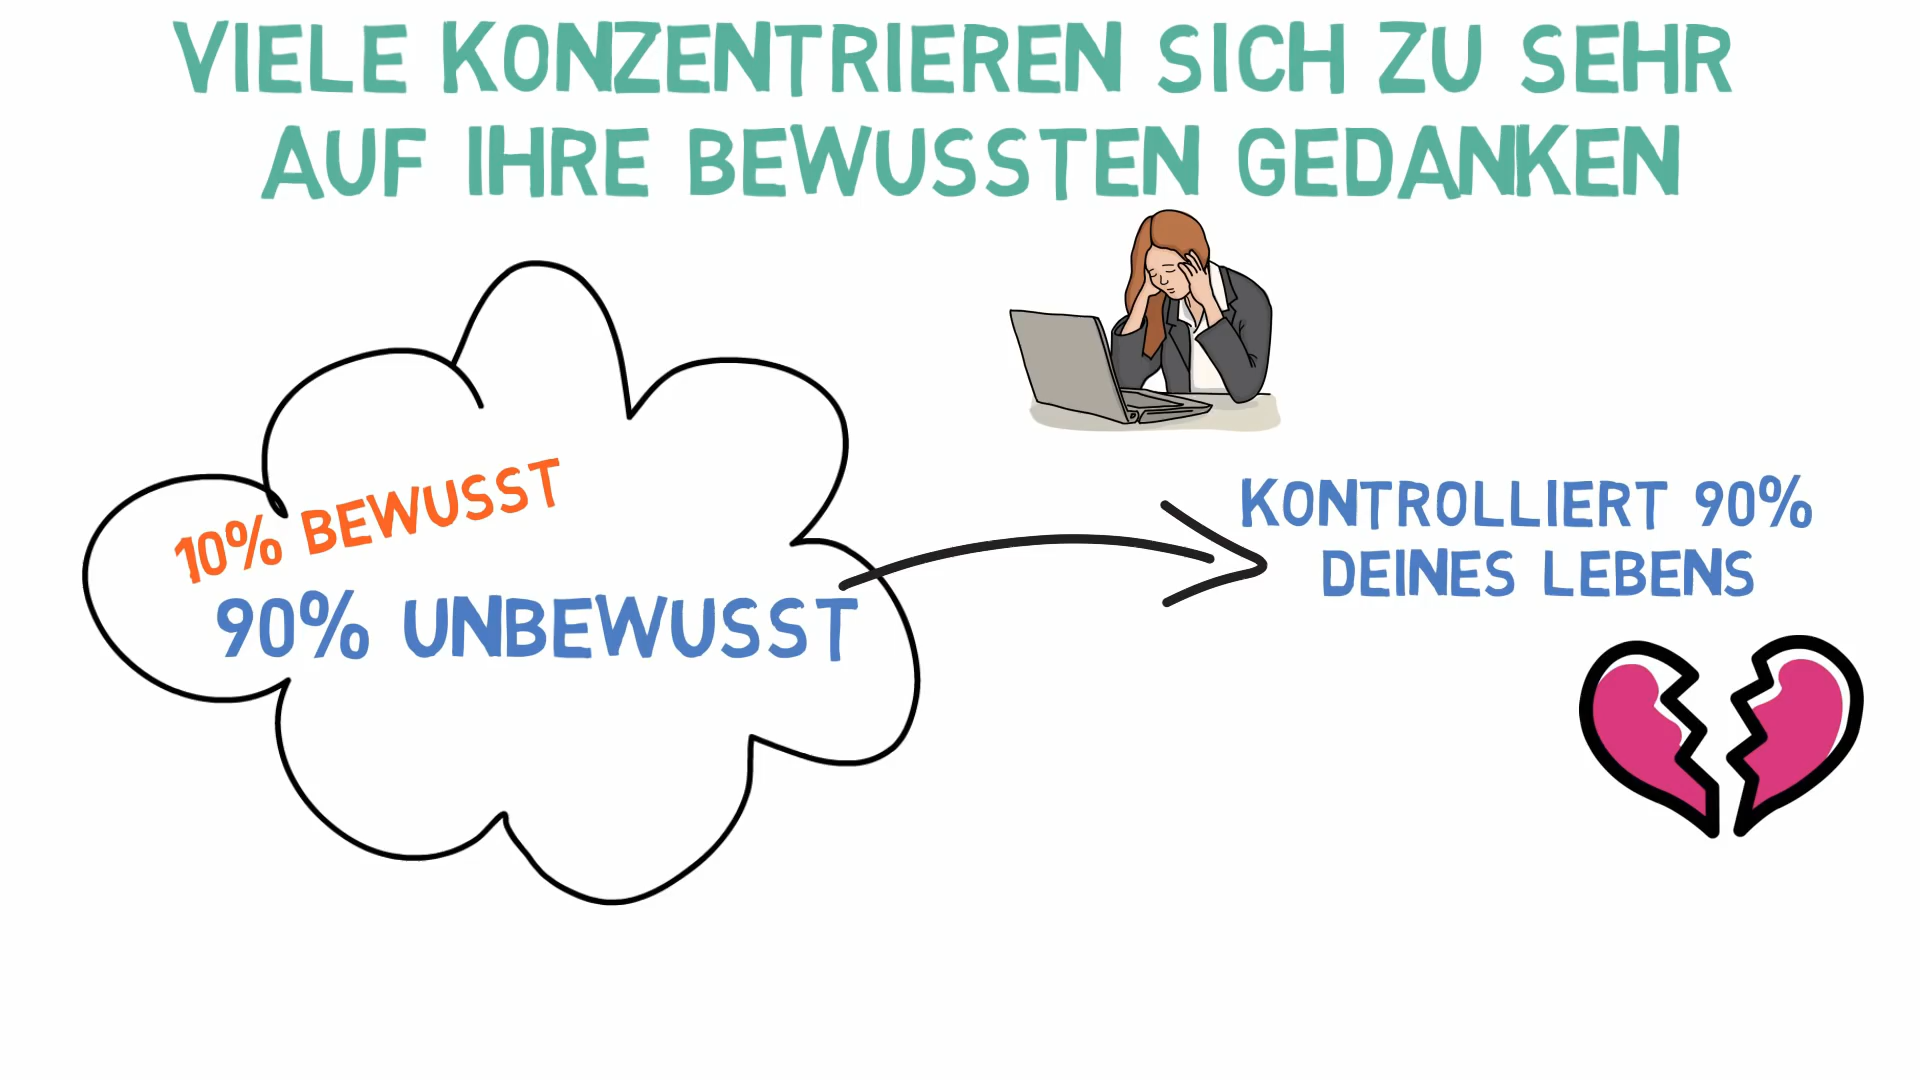 VIELE KONZENTRIEREN SICH ZU SEHR
AUF IHRE BEWUSSTEN GEDANKEN
10% BEWUSST
90% UNBEWUSST
KONTROLLIERT 90%
DEINES LEBENS